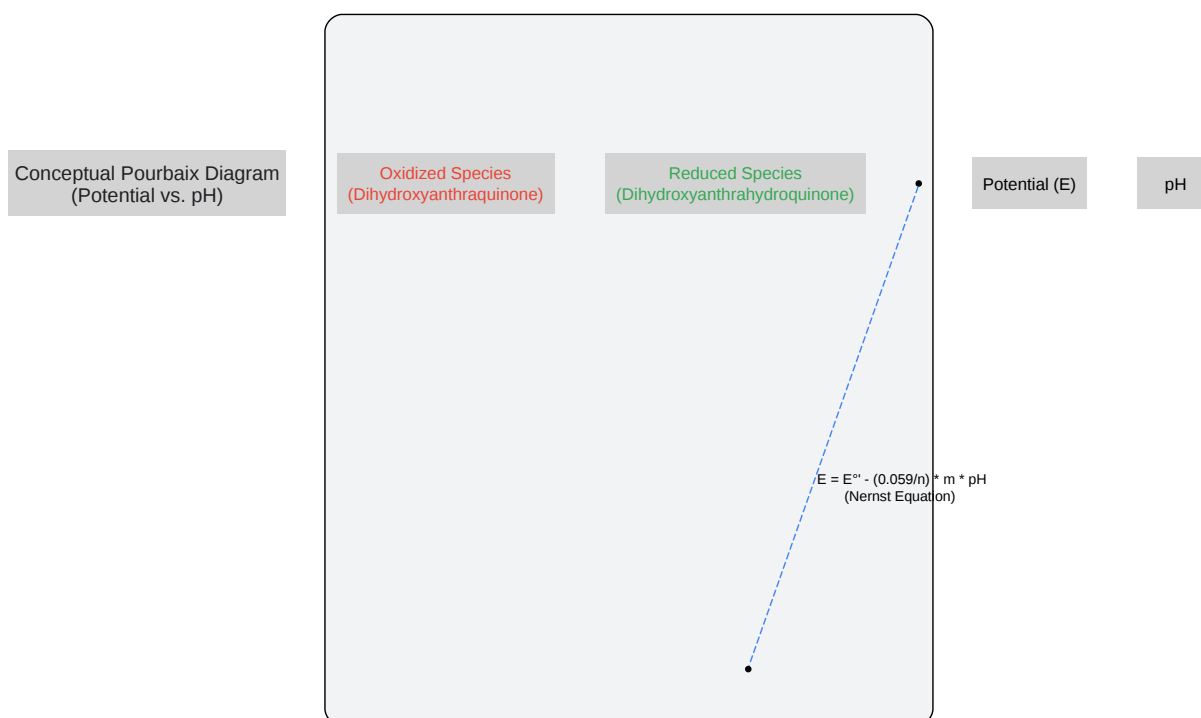 Conceptual Pourbaix Diagram
(Potential vs. pH)
Oxidized Species
(Dihydroxyanthraquinone)
Reduced Species
(Dihydroxyanthrahydroquinone)
Potential (E)
pH
E = E°' - (0.059/n) * m * pH
(Nernst Equation)